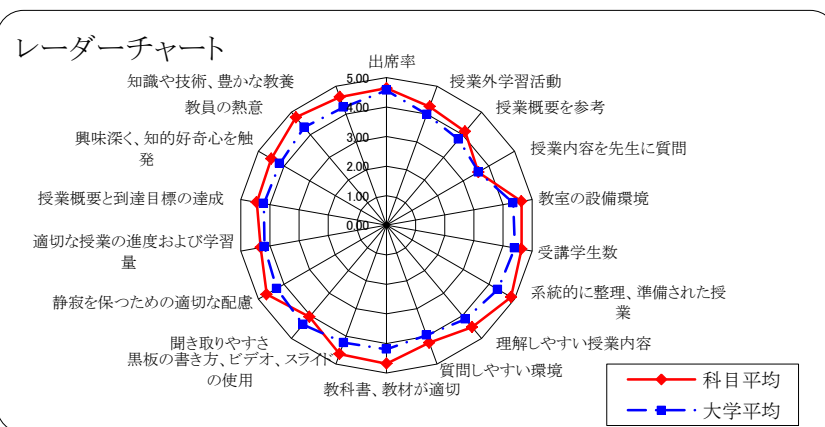 レーダーチャート
出席率
授業外学習活動
授業概要を参考
授業内容を先生に質問
教室の設備環境
受講学生数
系統的に整理、準備された授
業
理解しやすい授業内容
質問しやすい環境
教科書、教材が適切
黒板の書き方、ビデオ、スライド
の使用
聞き取りやすさ
静寂を保つための適切な配慮
適切な授業の進度および学習
量
授業概要と到達目標の達成
興味深く、知的好奇心を触
発
教員の熱意
知識や技術、豊かな教養
5.00
4.00
3.00
2.00
1.00
0.00
科目平均
大学平均